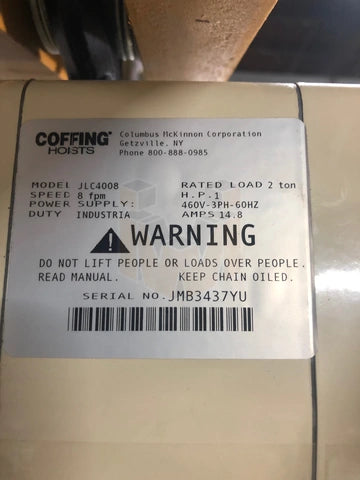 COFFING
HOISTS
Columbus McKinnon Corporation
Getzville, NY
Phone 800-888-0985
MODEL JLC4008 RATED LOAD 2 ton
SPEED 8 fpm H.P.1
POWER SUPPLY: 460V-3PH-60HZ
DUTY INDUSTRIA AMPS 14.8
WARNING
DO NOT LIFT PEOPLE OR LOADS OVER PEOPLE.
READ MANUAL. KEEP CHAIN OILED.
SERIAL NO.JMB3437YU